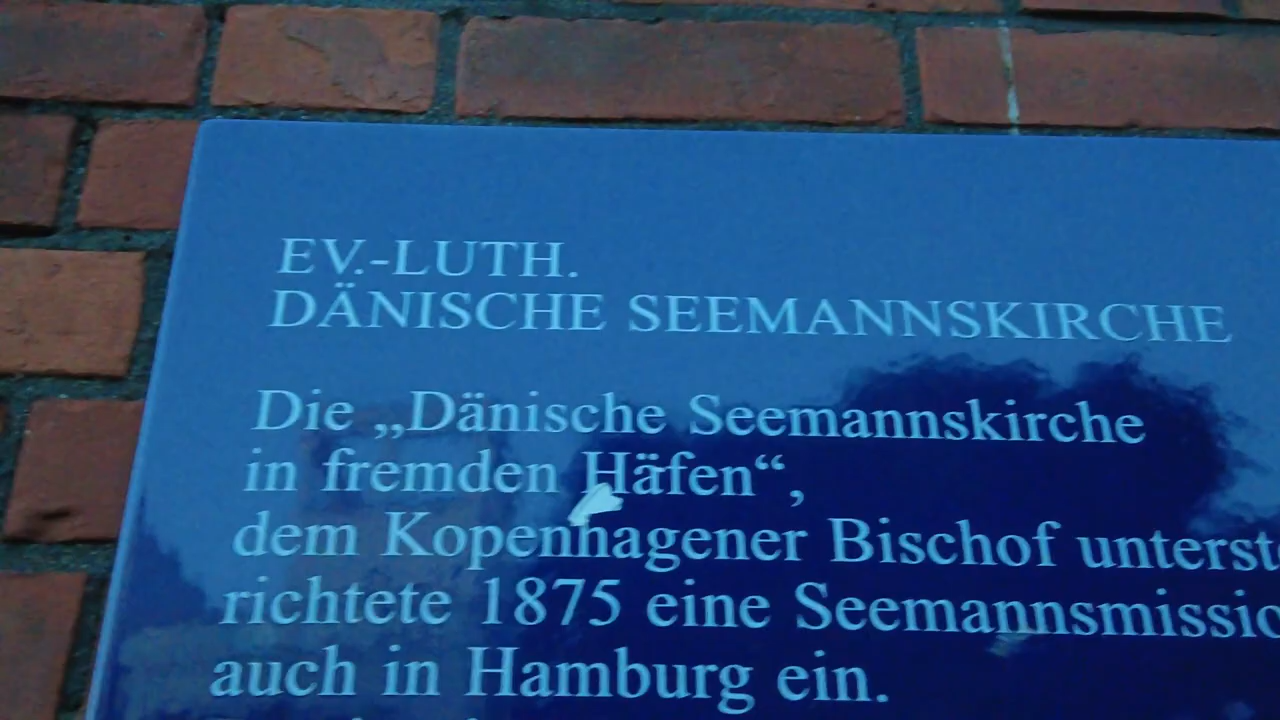 EV.-LUTH.
DÄNISCHE SEEMANNSKIRCHE
Die „Dänische Seemannskirche
in fremden Häfen“,
dem Kopenhagener Bischof
richtete 1875 eine
auch in Hamburg ein.